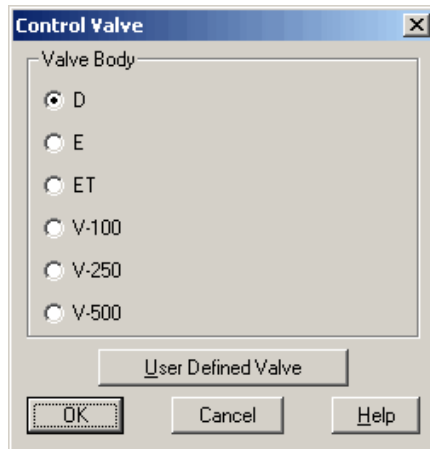 Control Valve
Valve Body
D
E
ET
V-100
V-250
V-500
User Defined Valve
OK Cancel Help